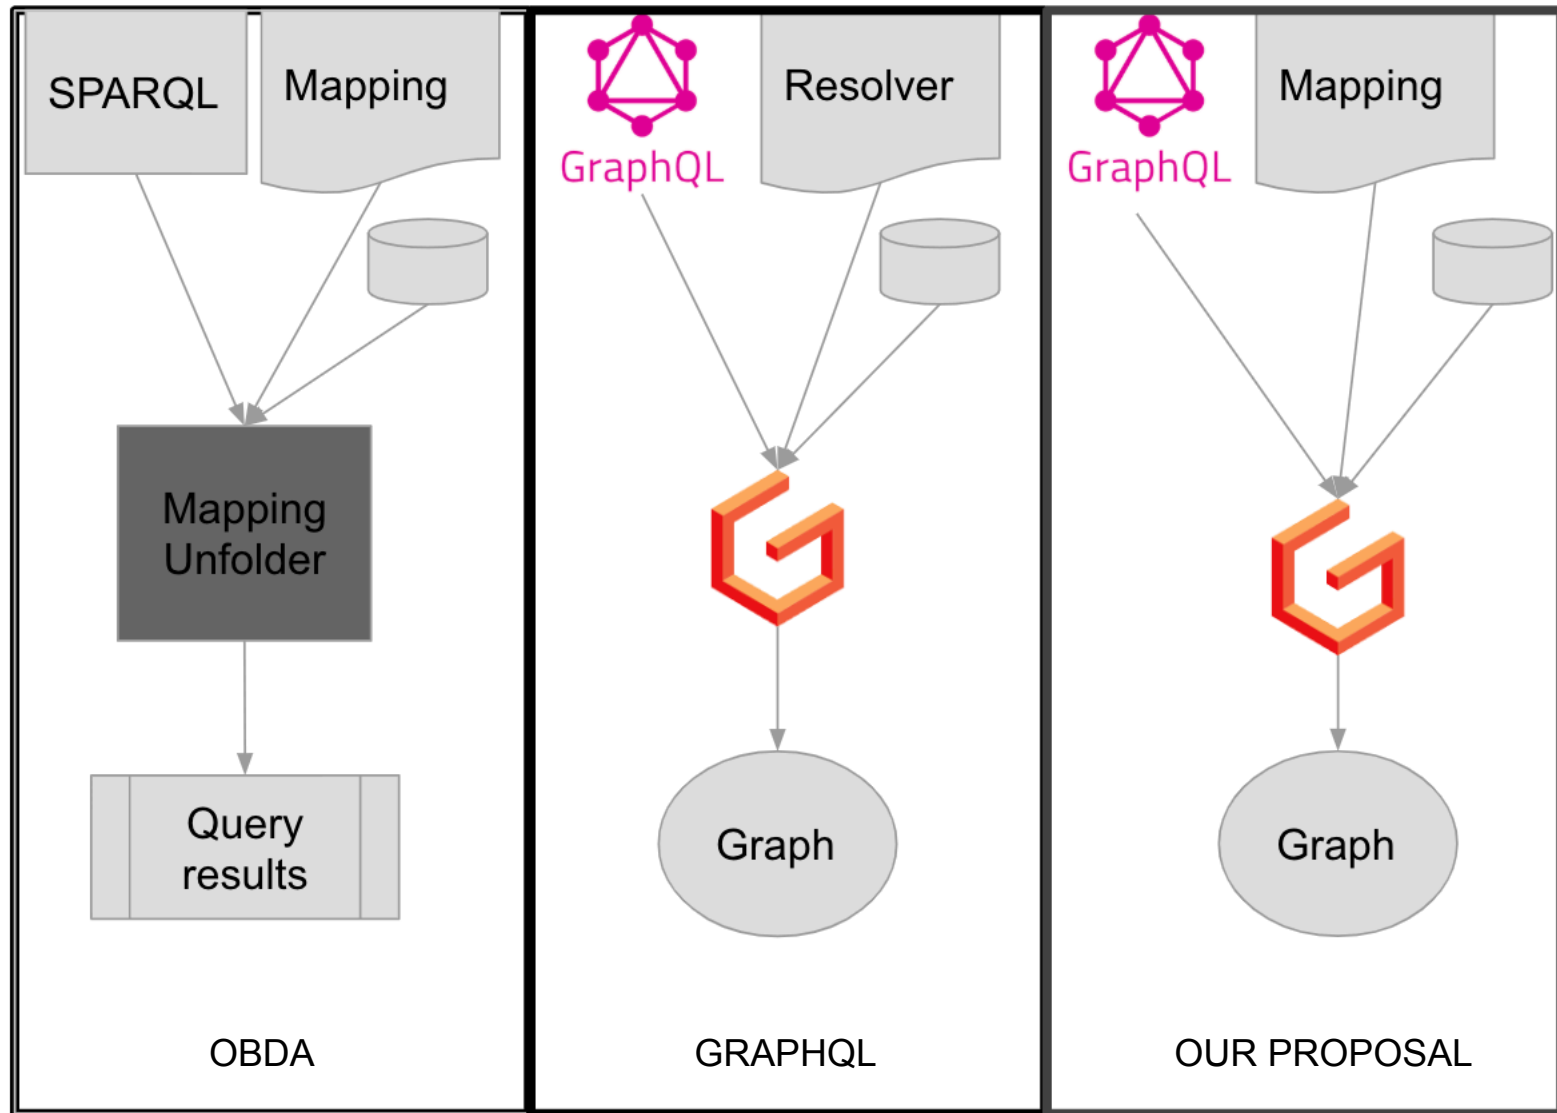 SPARQL
Mapping
Mapping
Unfolder
Query
results
OBDA
GraphQL
Resolver
Graph
GRAPHQL
GraphQL
Mapping
Graph
OUR PROPOSAL